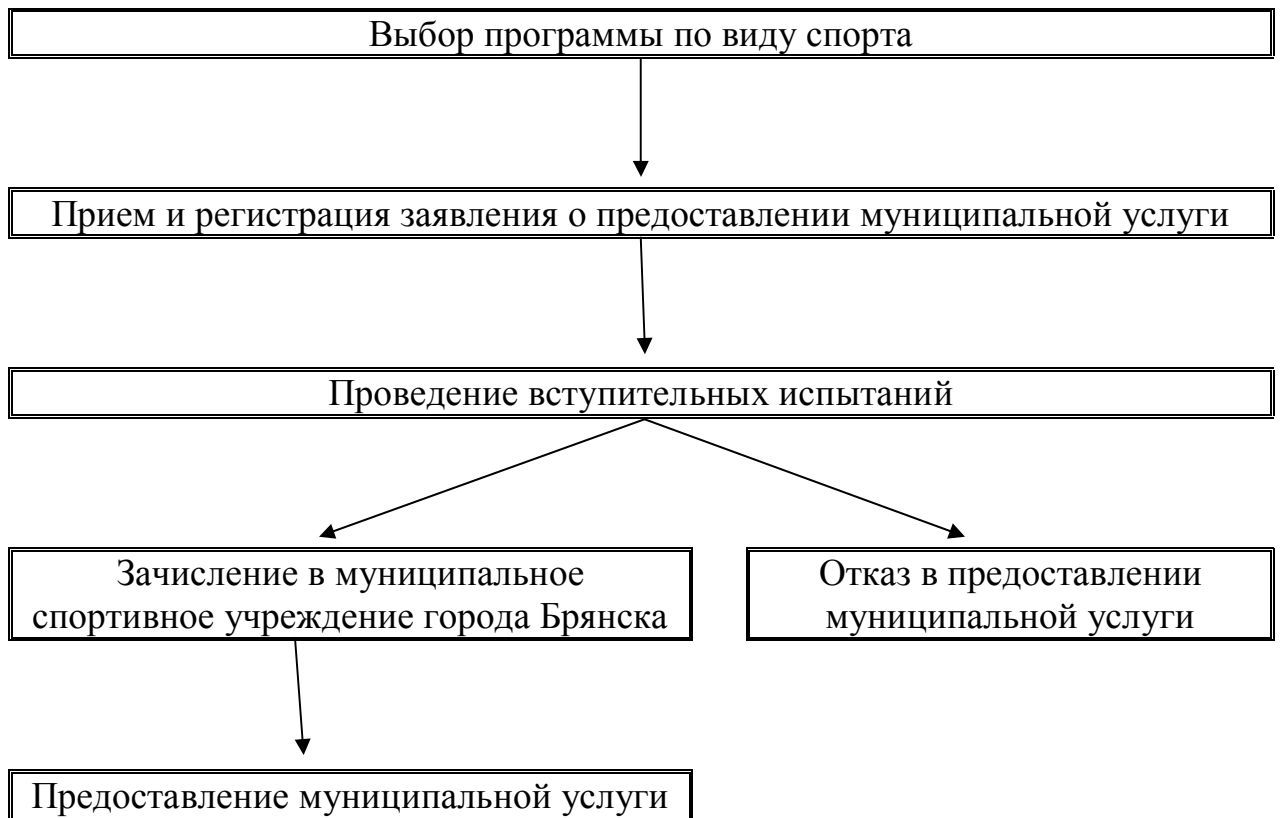 Выбор программы по виду спорта
Прием и регистрация заявления о предоставлении муниципальной услуги
Проведение вступительных испытаний
Зачисление в муниципальное
спортивное учреждение города Брянска
Отказ в предоставлении
муниципальной услуги
Предоставление муниципальной услуги